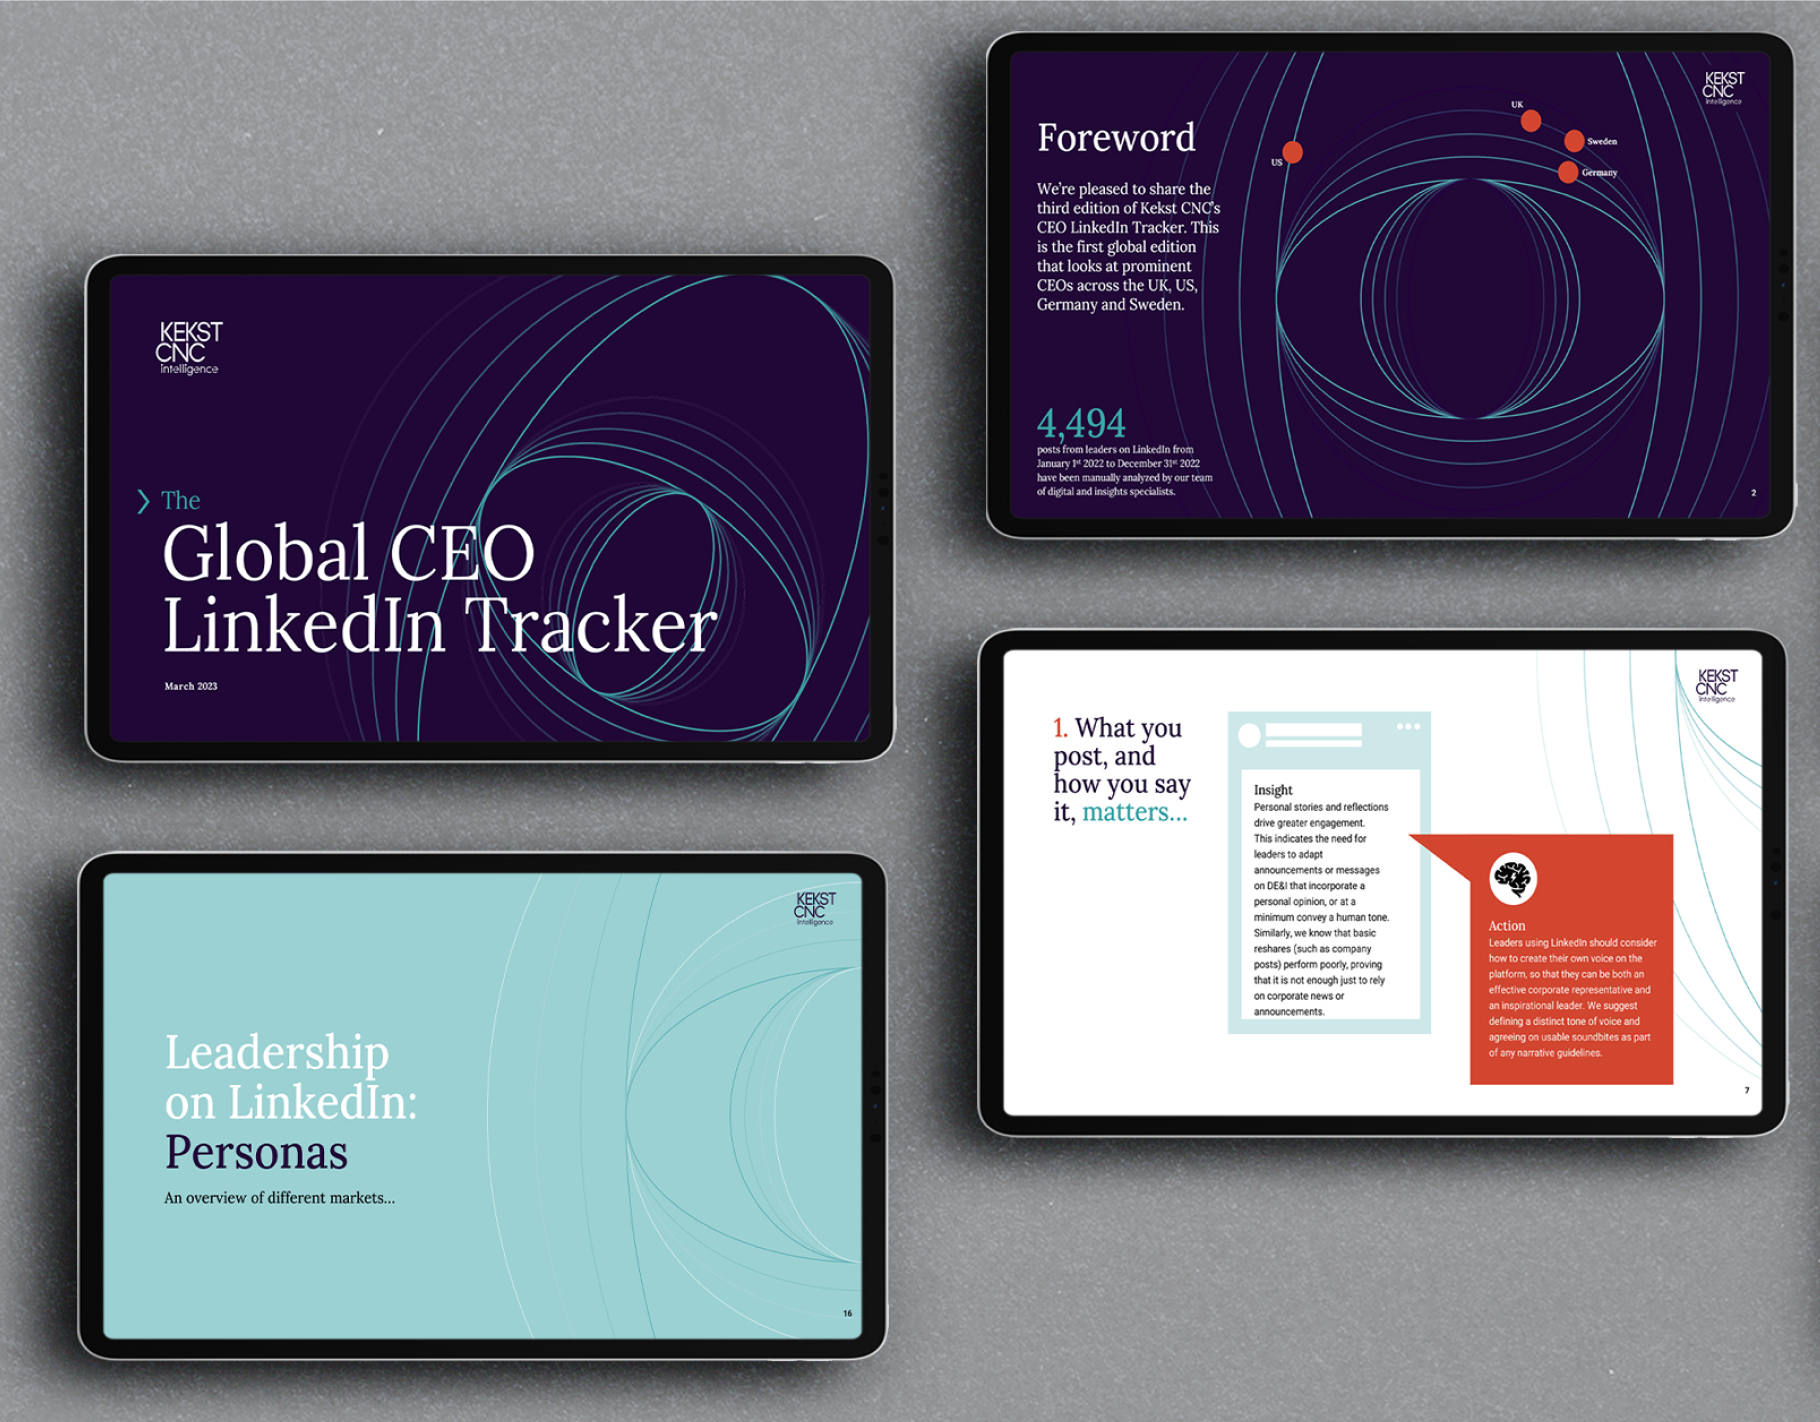 KEKST
CNC
intelligence
The
Global CEO
LinkedIn Tracker
March 2023
KEKST
CNC
intelligence
Foreword
We're pleased to share the
third edition of Kekst CNC's
CEO LinkedIn Tracker. This
is the first global edition
that looks at prominent
CEOs across the UK, US,
Germany and Sweden.
4,494
posts from leaders on LinkedIn from
January 1st 2022 to December 31st 2022
have been manually analyzed by our team
of digital and insights specialists.
US
UK
Sweden
Germany
2
KEKST
CNC
intelligence
Leadership
on LinkedIn:
Personas
An overview of different markets...
16
KEKST
CNC
intelligence
1. What you
post, and
how you say
it, matters...
Insight
Personal stories and reflections
drive greater engagement.
This indicates the need for
leaders to adapt
announcements or messages
on DE&I that incorporate a
personal opinion, or at a
minimum convey a human tone.
Similarly, we know that basic
reshares (such as company
posts) perform poorly, proving
that it is not enough just to rely
on corporate news or
announcements.
Action
Leaders using LinkedIn should consider
how to create their own voice on the
platform, so that they can be both an
effective corporate representative and
an inspirational leader. We suggest
defining a distinct tone of voice and
agreeing on usable soundbites as part
of any narrative guidelines.
7